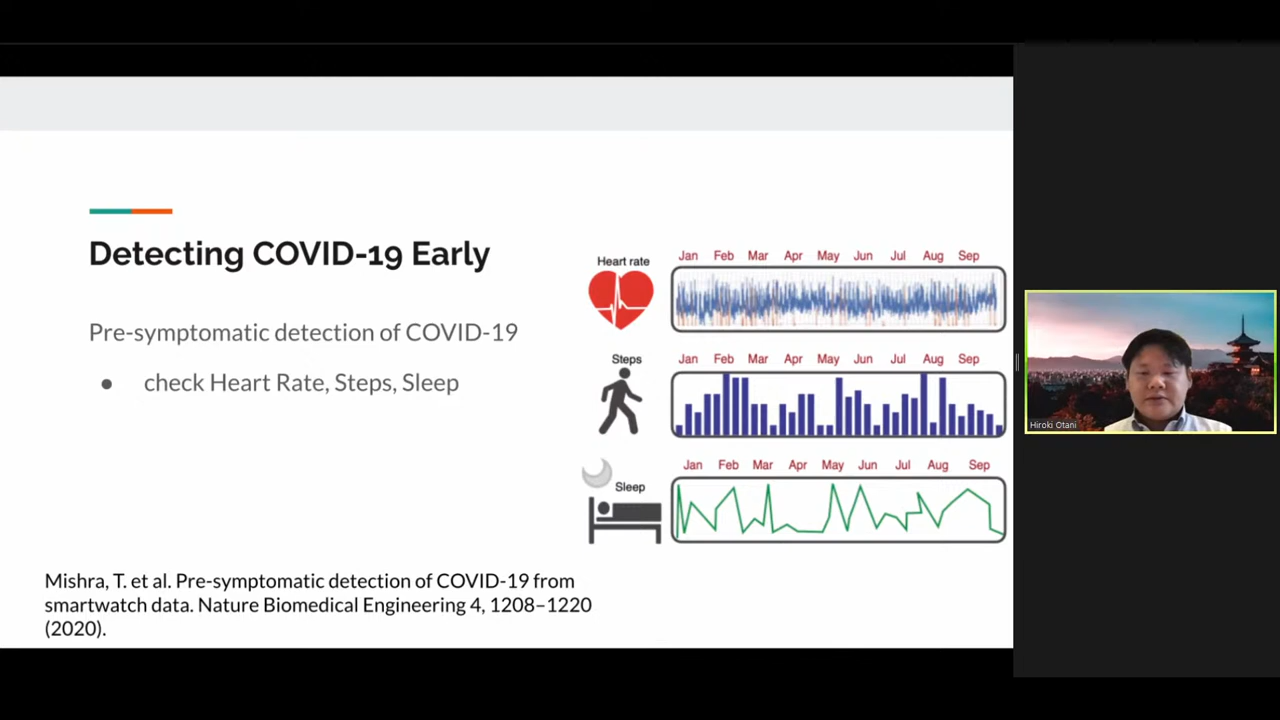 Detecting COVID-19 Early
Pre-symptomatic detection of COVID-19
● check Heart Rate, Steps, Sleep
Mishra, T. et al. Pre-symptomatic detection of COVID-19 from
smartwatch data. Nature Biomedical Engineering 4, 1208–1220
(2020).
Heart rate
Jan Feb Mar Apr May Jun Jul Aug Sep
Steps
Jan Feb Mar Apr May Jun Jul Aug Sep
Sleep
Jan Feb Mar Apr May Jun Jul Aug Sep
Hiroki Otani